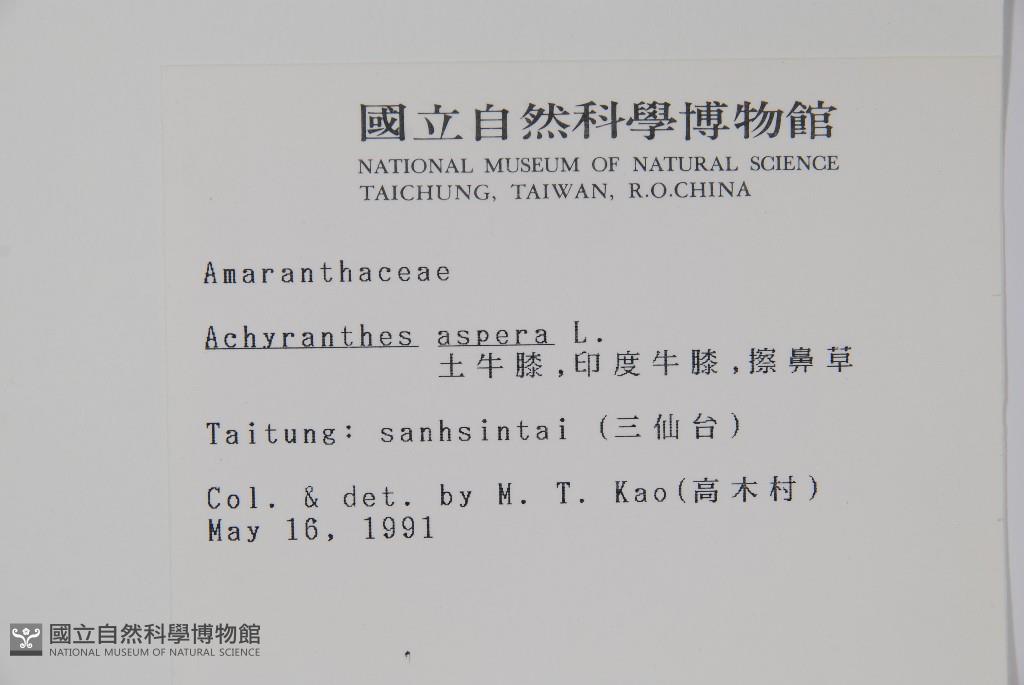 國立自然科學博物館
NATIONAL MUSEUM OF NATURAL SCIENCE
TAICHUNG, TAIWAN, R.O.CHINA
Amaranthaceae
Achyranthes aspera L.
土牛膝,印度牛膝,擦鼻草
Taitung: sanhsintai (三仙台)
Col. & det. by M. T. Kao(高木村)
May 16, 1991
國立自然科學博物館
NATIONAL MUSEUM OF NATURAL SCIENCE